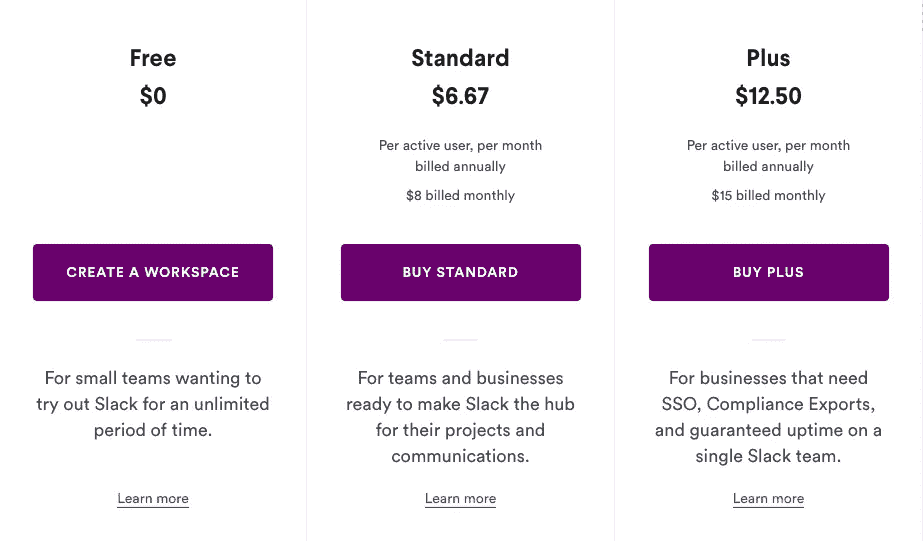 Free
$0
CREATE A WORKSPACE
For small teams wanting to
try out Slack for an unlimited
period of time.
Learn more
Standard
$6.67
Per active user, per month
billed annually
$8 billed monthly
BUY STANDARD
For teams and businesses
ready to make Slack the hub
for their projects and
communications.
Learn more
Plus
$12.50
Per active user, per month
billed annually
$15 billed monthly
BUY PLUS
For businesses that need
SSO, Compliance Exports,
and guaranteed uptime on a
single Slack team.
Learn more